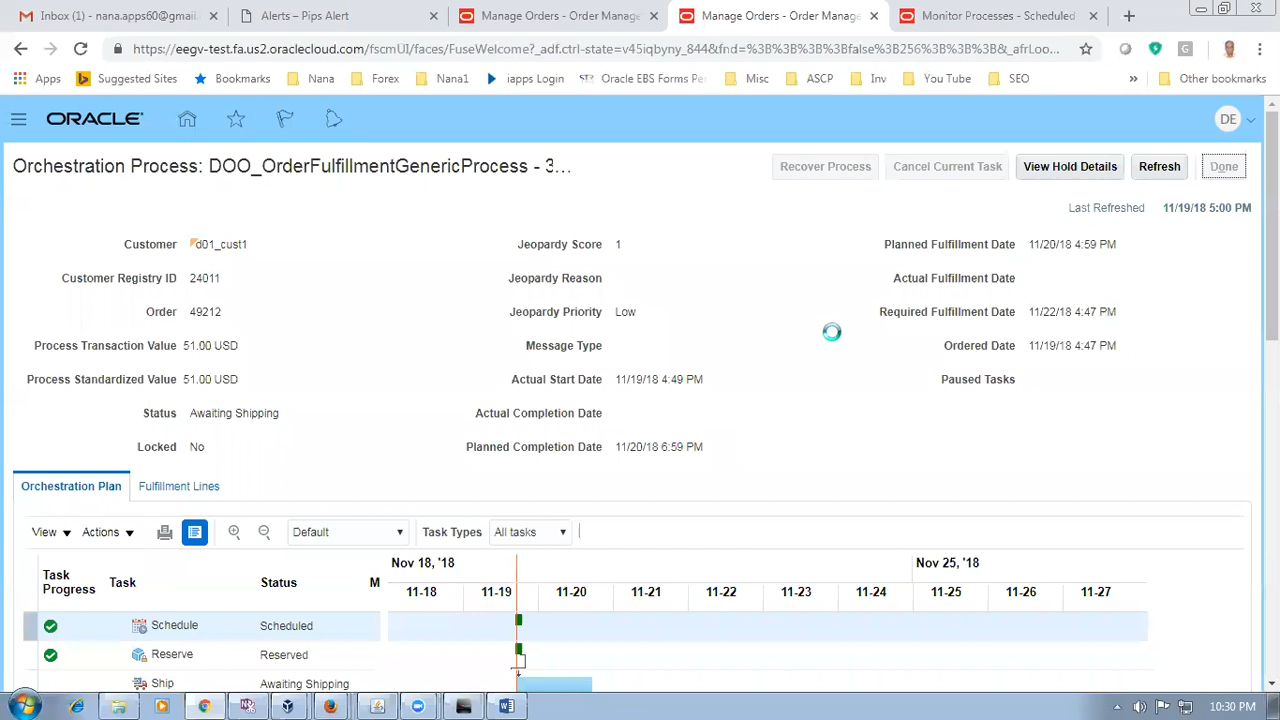 Inbox (1) - nana.apps60@gmail.
Alerts – Pips Alert
Manage Orders - Order Manage
Manage Orders - Order Manage
Monitor Processes - Scheduled
https://eegv-test.fa.us2.oraclecloud.com/fscmUI/faces/FuseWelcome?_adf.ctrl-state=v45iqbyny_844&fnd=%3B%3B%3B%3Bfalse%3B256%3B%3B%3B&_afrLoo...
Apps
Suggested Sites
Bookmarks
Nana
Forex
Nana1
iapps Login
Oracle EBS Forms Pe
Misc
ASCP
Inv
You Tube
SEO
»
Other bookmarks
ORACLE
DE
Orchestration Process: DOO_OrderFulfillmentGenericProcess - 3...
Recover Process
Cancel Current Task
View Hold Details
Refresh
Done
Last Refreshed 11/19/18 5:00 PM
Customer d01_cust1
Jeopardy Score 1
Planned Fulfillment Date 11/20/18 4:59 PM
Customer Registry ID 24011
Jeopardy Reason
Actual Fulfillment Date
Order 49212
Jeopardy Priority Low
Required Fulfillment Date 11/22/18 4:47 PM
Process Transaction Value 51.00 USD
Message Type
Ordered Date 11/19/18 4:47 PM
Process Standardized Value 51.00 USD
Actual Start Date 11/19/18 4:49 PM
Paused Tasks
Status Awaiting Shipping
Actual Completion Date
Locked No
Planned Completion Date 11/20/18 6:59 PM
Orchestration Plan
Fulfillment Lines
View
Actions
Default
Task Types All tasks
Task Progress
Task
Status
M
Nov 18, '18
Nov 25, '18
11-18 11-19 11-20 11-21 11-22 11-23 11-24 11-25 11-26 11-27
Schedule Scheduled
Reserve Reserved
Ship Awaiting Shipping
10:30 PM